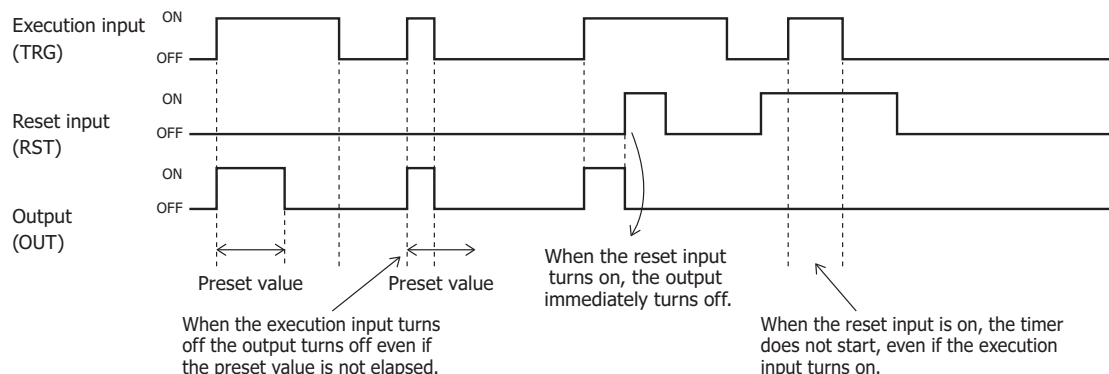 Execution input
(TRG)
ON
OFF
Reset input
(RST)
ON
OFF
Output
(OUT)
ON
OFF
Preset value
Preset value
When the execution input turns
off the output turns off even if
the preset value is not elapsed.
When the reset input
turns on, the output
immediately turns off.
When the reset input is on, the timer
does not start, even if the execution
input turns on.